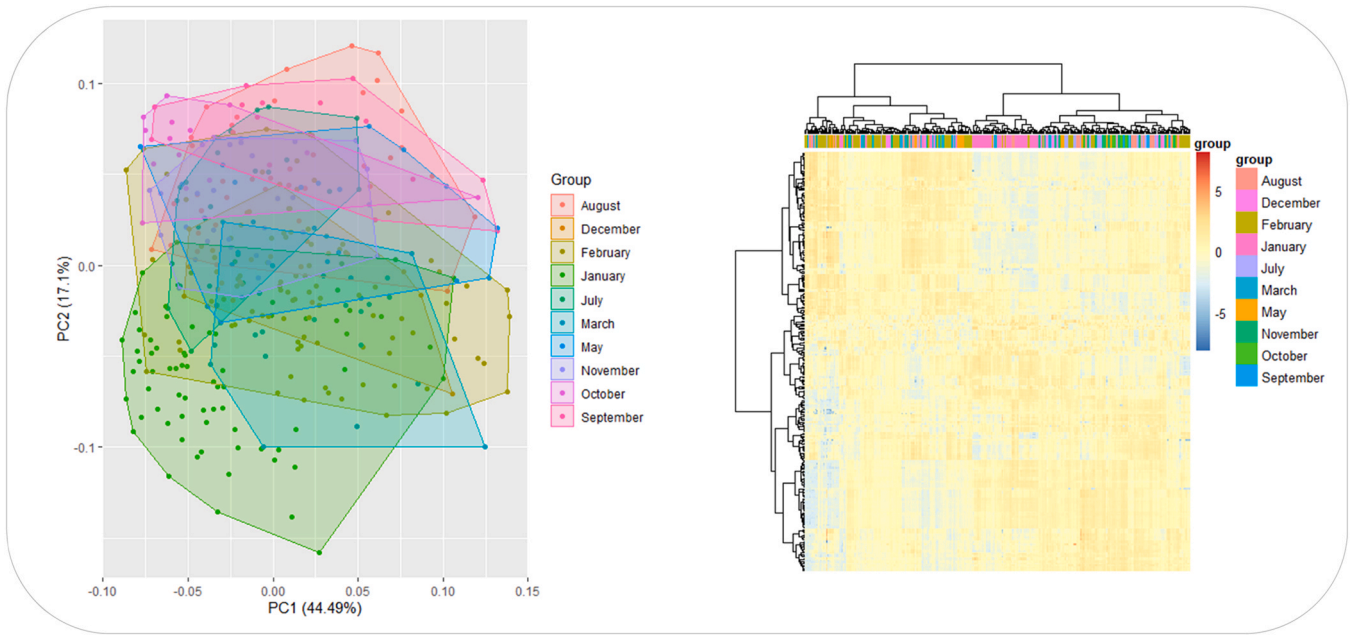 Group
August
December
February
January
July
March
May
November
October
September
PC2 (17.1%)
0.1
0.0
-0.1
-0.10
-0.05
0.00
0.05
0.10
0.15
PC1 (44.49%)
group
5
0
-5
group
August
December
February
January
July
March
May
November
October
September